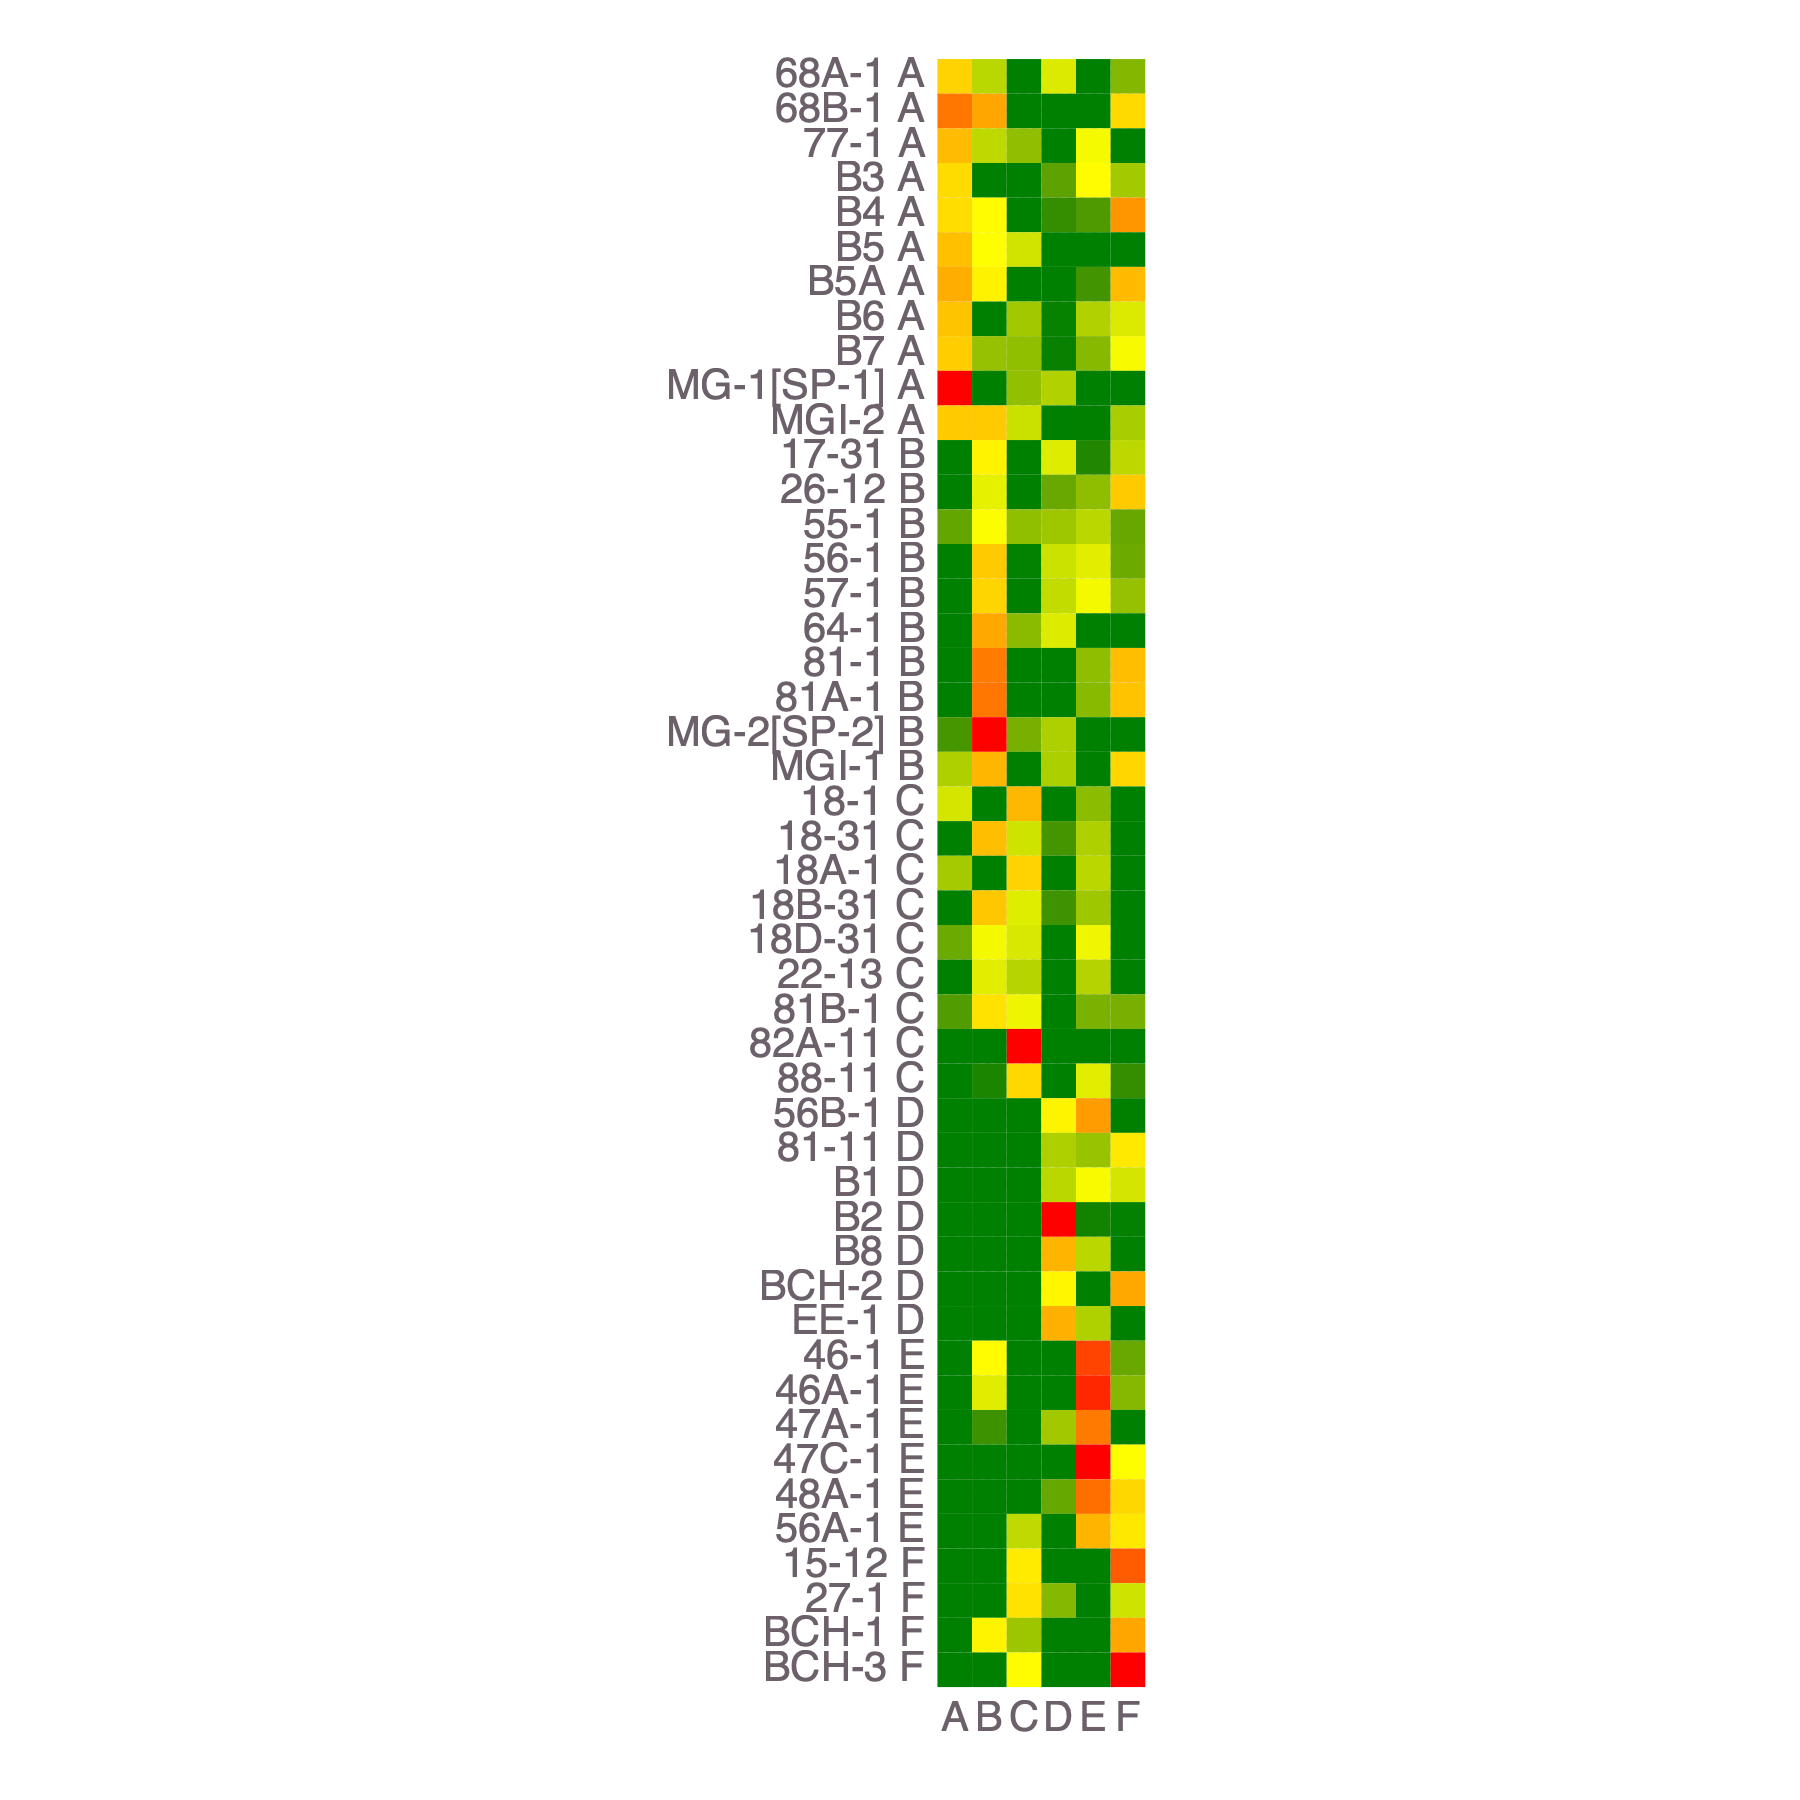 68A-1 A
68B-1 A
77-1 A
B3 A
B4 A
B5 A
B5A A
B6 A
B7 A
MG-1[SP-1] A
MGI-2 A
17-31 B
26-12 B
55-1 B
56-1 B
57-1 B
64-1 B
81-1 B
81A-1 B
MG-2[SP-2] B
MGI-1 B
18-1 C
18-31 C
18A-1 C
18B-31 C
18D-31 C
22-13 C
81B-1 C
82A-11 C
88-11 C
56B-1 D
81-11 D
B1 D
B2 D
B8 D
BCH-2 D
EE-1 D
46-1 E
46A-1 E
47A-1 E
47C-1 E
48A-1 E
56A-1 E
15-12 F
27-1 F
BCH-1 F
BCH-3 F
A B C D E F